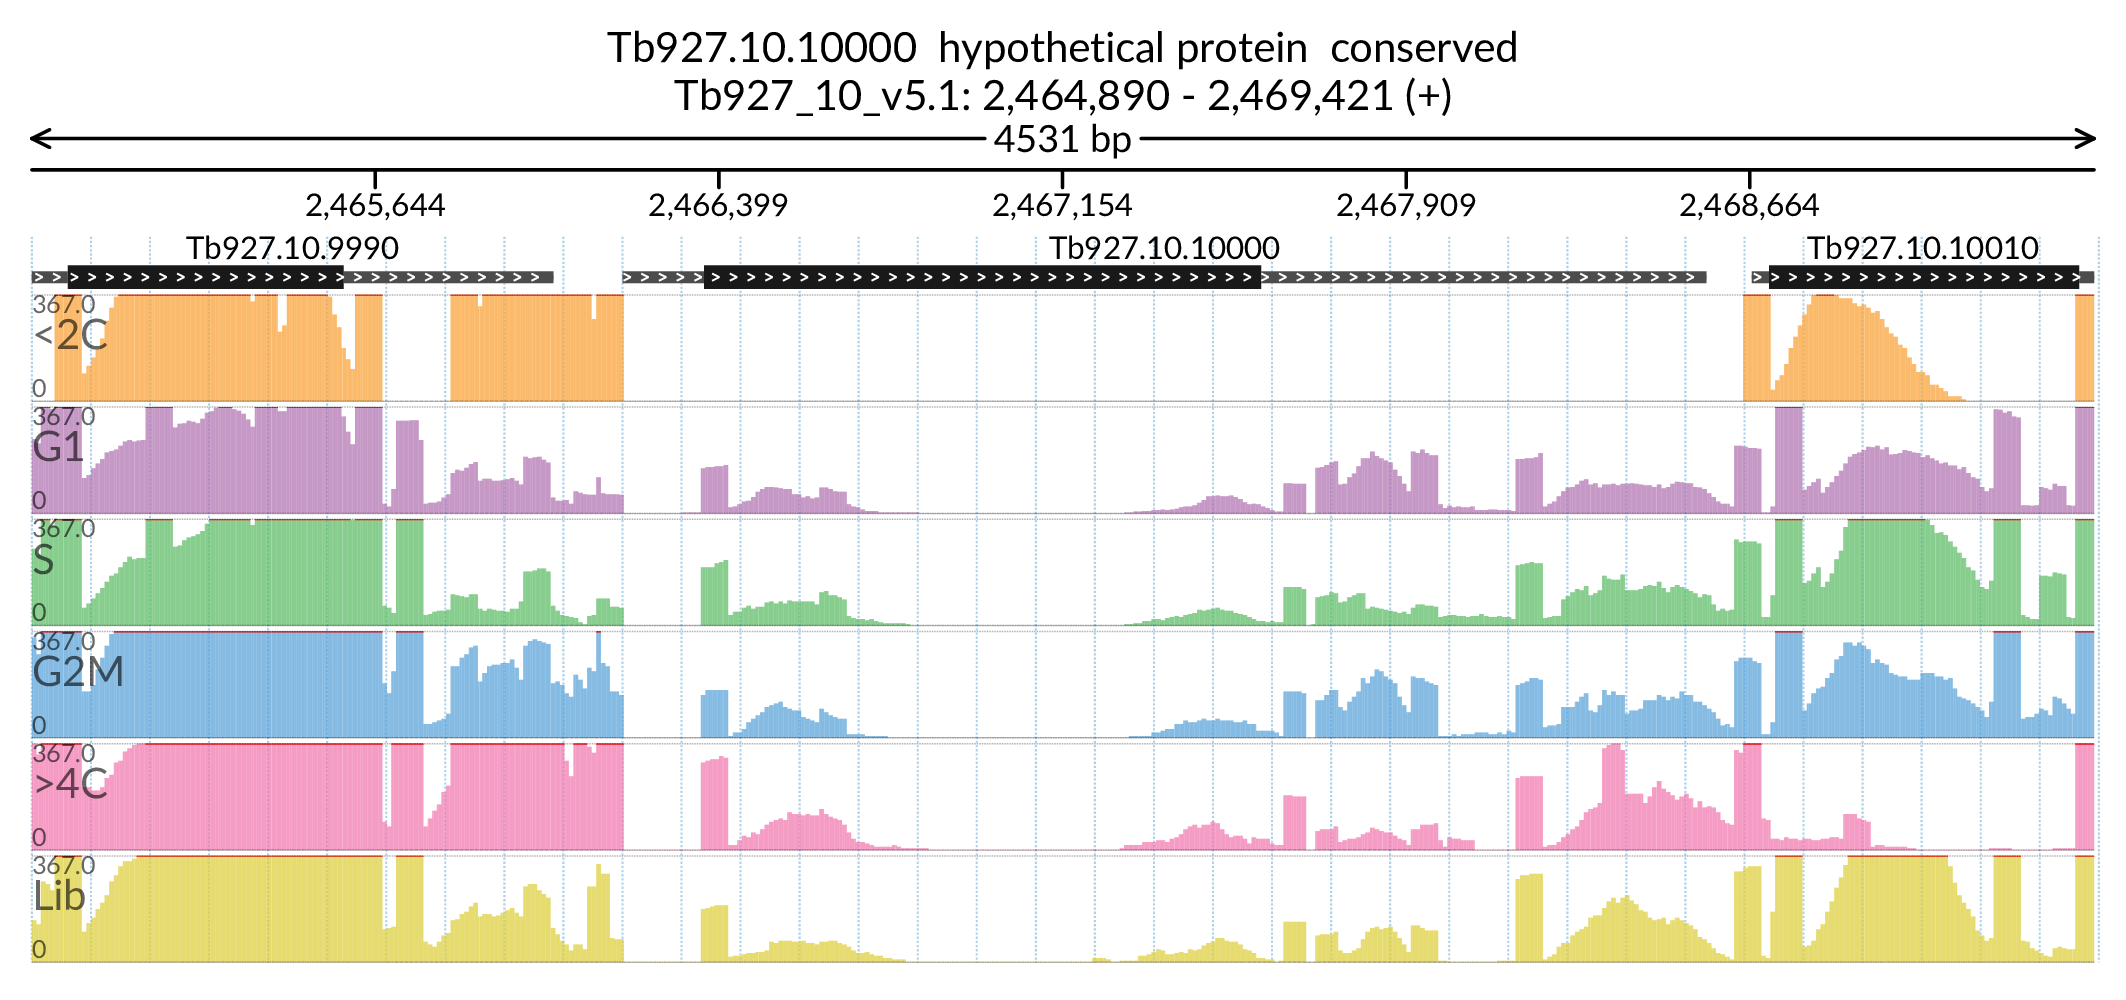 Tb927.10.10000 hypothetical protein conserved
Tb927_10_v5.1: 2,464,890 - 2,469,421 (+)
4531 bp
2,465,644 2,466,399 2,467,154 2,467,909 2,468,664
Tb927.10.9990 Tb927.10.10000 Tb927.10.10010
367.0
<2C
0
367.0
G1
0
367.0
S
0
367.0
G2M
0
367.0
>4C
0
367.0
Lib
0